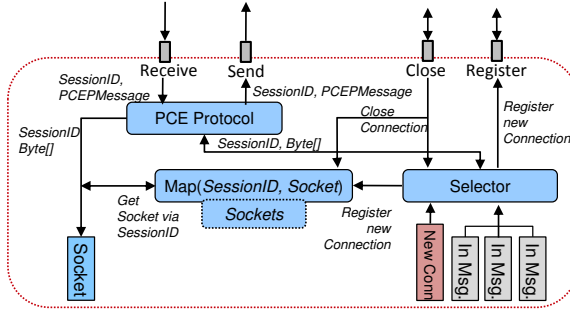 Receive
Send
Close
Register
SessionID,
PCEPMessage
SessionID, PCEPMessage
PCE Protocol
Close
Connection
Register
new
Connection
SessionID
Byte[]
SessionID, Byte[]
Map(SessionID, Socket)
Sockets
Selector
Get
Socket via
SessionID
Register
new
Connection
Socket
New Conn
In Msg.
In Msg.
In Msg.